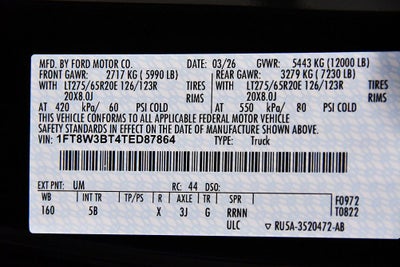 MFD. BY FORD MOTOR CO. 03/26 GVWR: 5443 KG (12000 LB)
FRONT GAWR: 2717 KG (5990 LB) REAR GAWR: 3279 KG (7230 LB)
WITH LT275/65R20E 126/123R TIRES WITH LT275/65R20E 126/123R TIRES
20X8.0J RIMS 20X8.0J RIMS
AT 420 kPa/ 60 PSI COLD AT 550 kPa/ 80 PSI COLD
THIS VEHICLE CONFORMS TO ALL APPLICABLE FEDERAL MOTOR VEHICLE
SAFETY STANDARDS IN EFFECT ON THE DATE OF MANUFACTURE SHOWN ABOVE.
VIN: 1FT8W3BT4TED87864 TYPE: Truck
EXT PNT: UM RC: 44 DSO:
WB INT TR TP/PS R AXLE TR SPR F0972
160 5B X 3J G RRNN T0822
ULC ▽ RU5A-3520472-AB